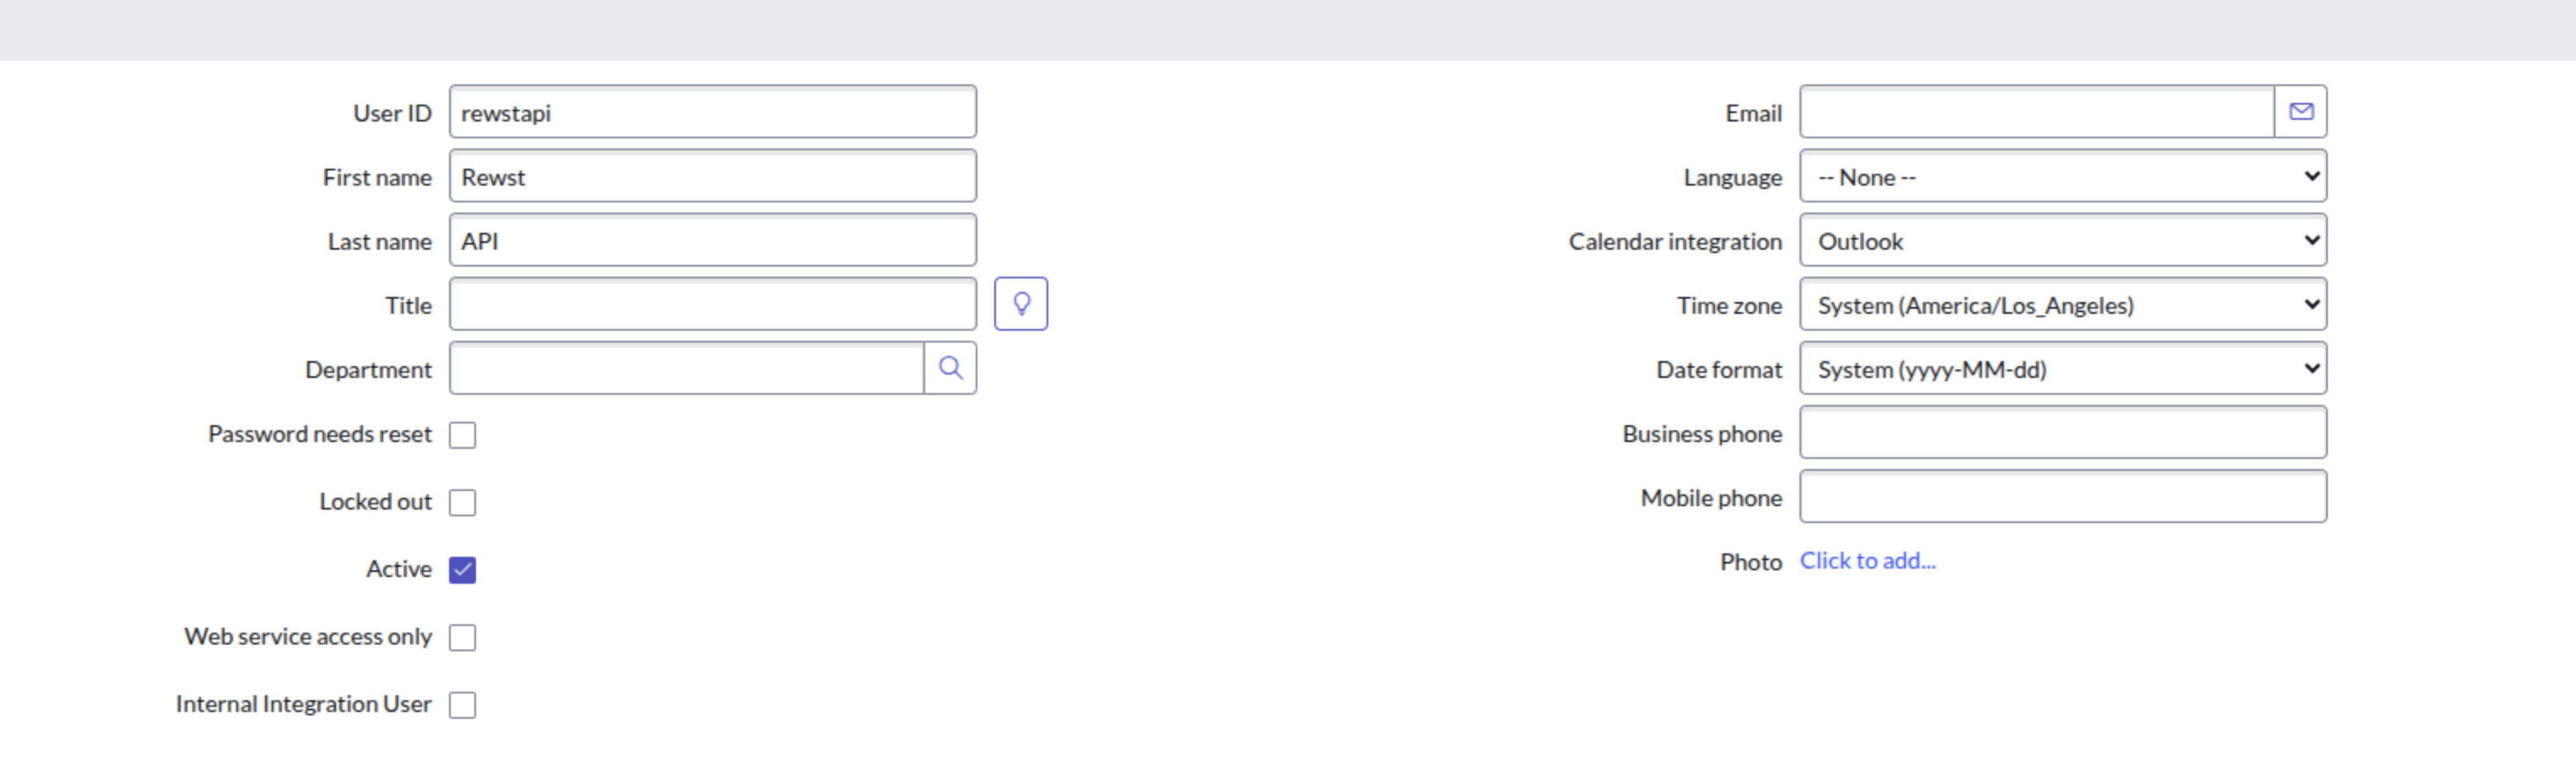 User ID rewstapi
First name Rewst
Last name API
Title
Department
Password needs reset
Locked out
Active
Web service access only
Internal Integration User
Email
Language -- None --
Calendar integration Outlook
Time zone System (America/Los_Angeles)
Date format System (yyyy-MM-dd)
Business phone
Mobile phone
Photo Click to add...